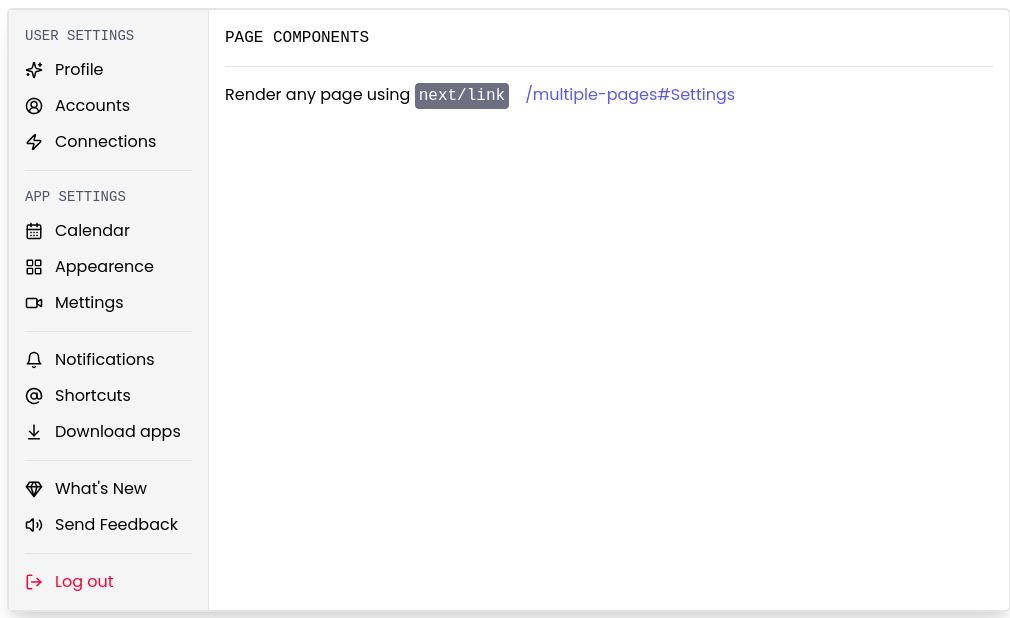 USER SETTINGS
Profile
Accounts
Connections
APP SETTINGS
Calendar
Appearence
Mettings
Notifications
Shortcuts
Download apps
What's New
Send Feedback
Log out
PAGE COMPONENTS
Render any page using next/link /multiple-pages#Settings